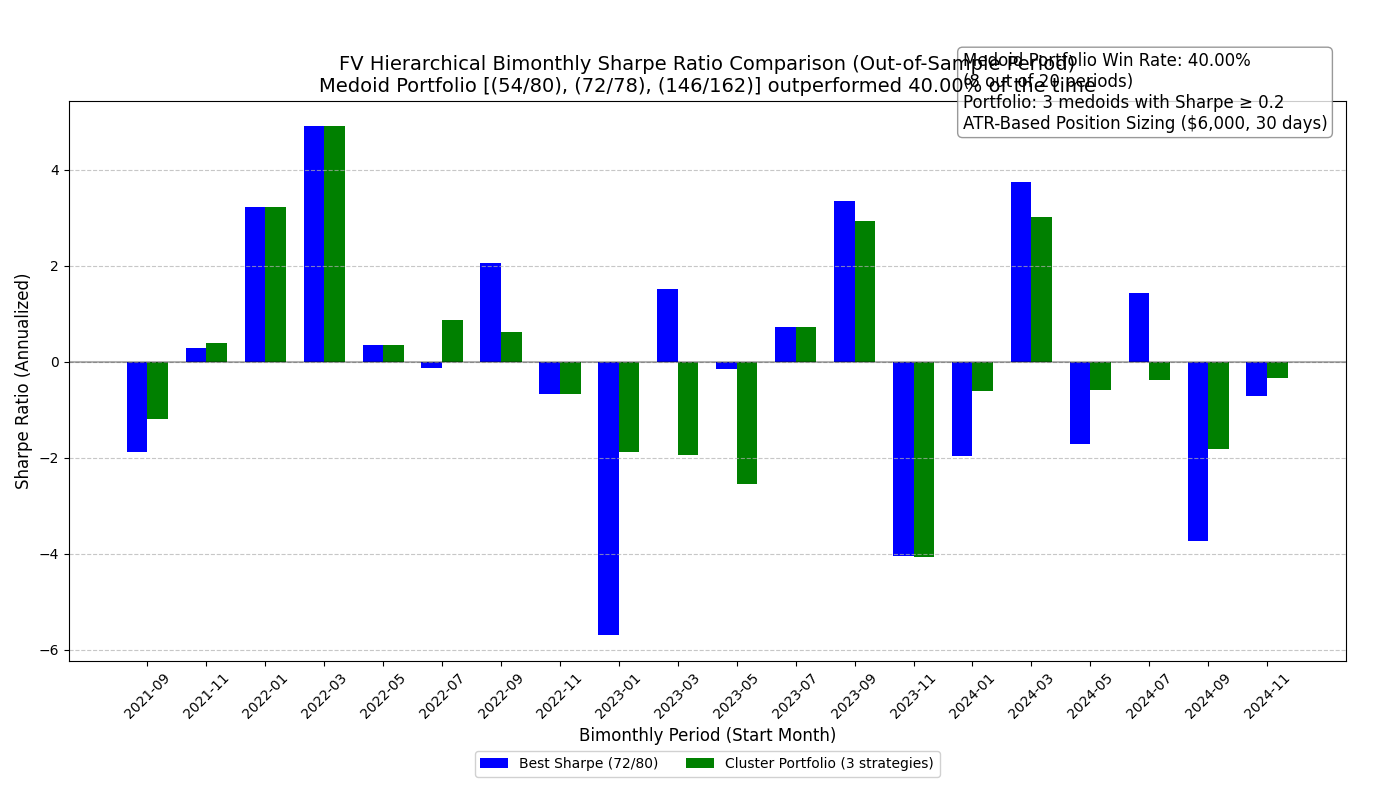 FV Hierarchical Bimonthly Sharpe Ratio Comparison (Out-of-Sample Period)
Medoid Portfolio [(54/80), (72/78), (146/162)] outperformed 40.00% of the time
Medoid Portfolio Win Rate: 40.00%
(8 out of 20 periods)
Portfolio: 3 medoids with Sharpe ≥ 0.2
ATR-Based Position Sizing ($6,000, 30 days)
Sharpe Ratio (Annualized)
4
2
0
−2
−4
−6
2021-09
2021-11
2022-01
2022-03
2022-05
2022-07
2022-09
2022-11
2023-01
2023-03
2023-05
2023-07
2023-09
2023-11
2024-01
2024-03
2024-05
2024-07
2024-09
2024-11
Bimonthly Period (Start Month)
Best Sharpe (72/80)
Cluster Portfolio (3 strategies)